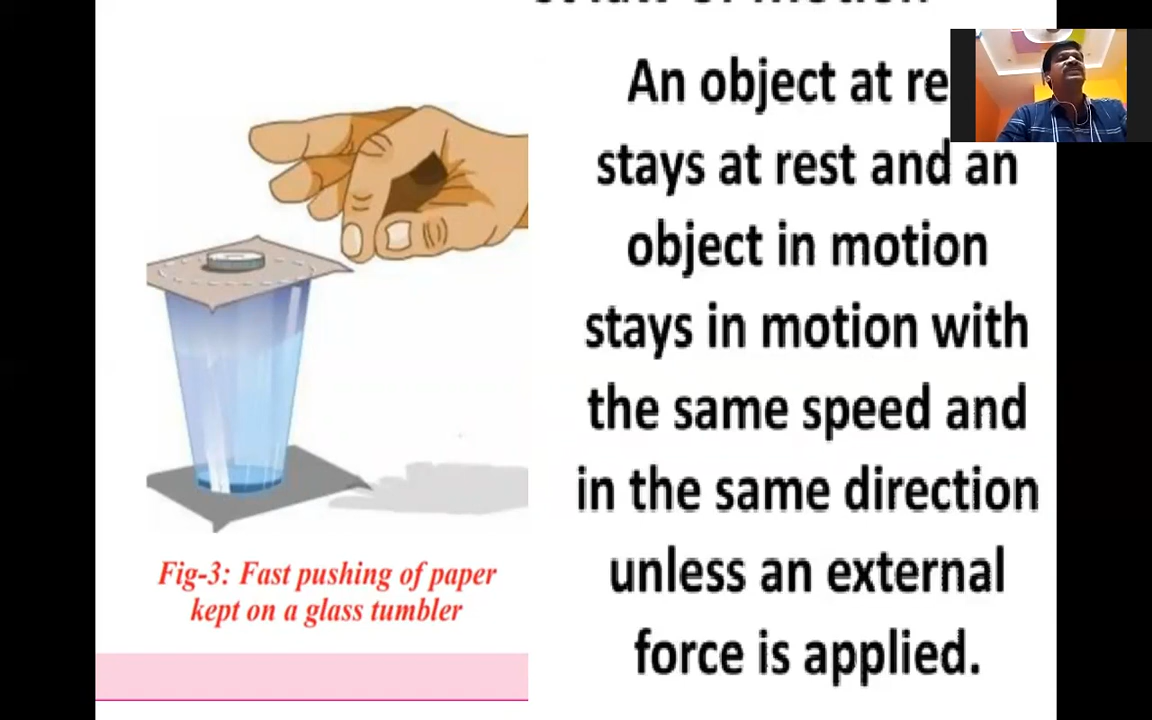 of motion
An object at
stays at rest and an
object in motion
stays in motion with
the same speed and
in the same direction
unless an external
force is applied.
Fig-3: Fast pushing of paper
kept on a glass tumbler